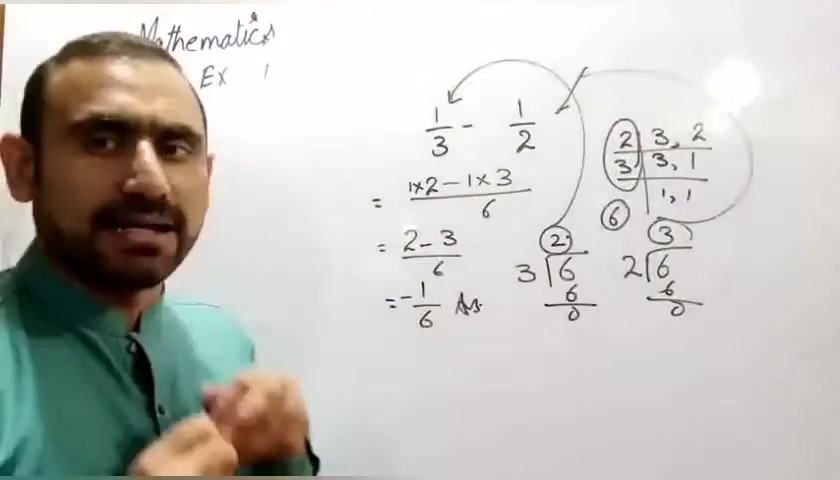 Mathematics
Ex 1
1/3 - 1/2
= 1×2 - 1×3 / 6
= 2 - 3 / 6
= -1/6 Ans
2 | 3, 2
3 | 3, 1
1, 1
6
2
3 √6
6
0
3
2 √6
6
0